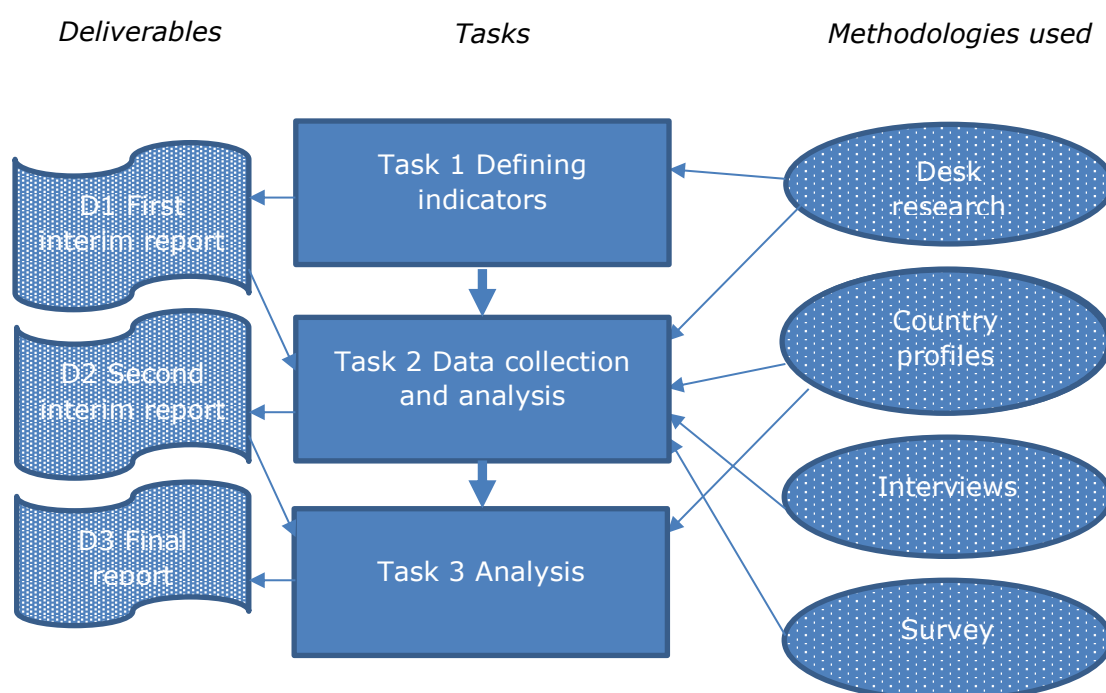 Deliverables
Tasks
Methodologies used
D1 First
interim report
D2 Second
interim report
D3 Final
report
Task 1 Defining
indicators
Task 2 Data collection
and analysis
Task 3 Analysis
Desk
research
Country
profiles
Interviews
Survey